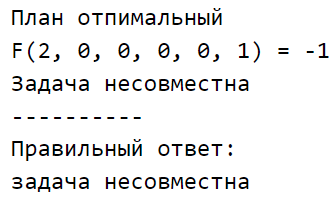 План отпимальный
F(2, 0, 0, 0, 0, 1) = -1
Задача несовместна
----------
Правильный ответ:
задача несовместна